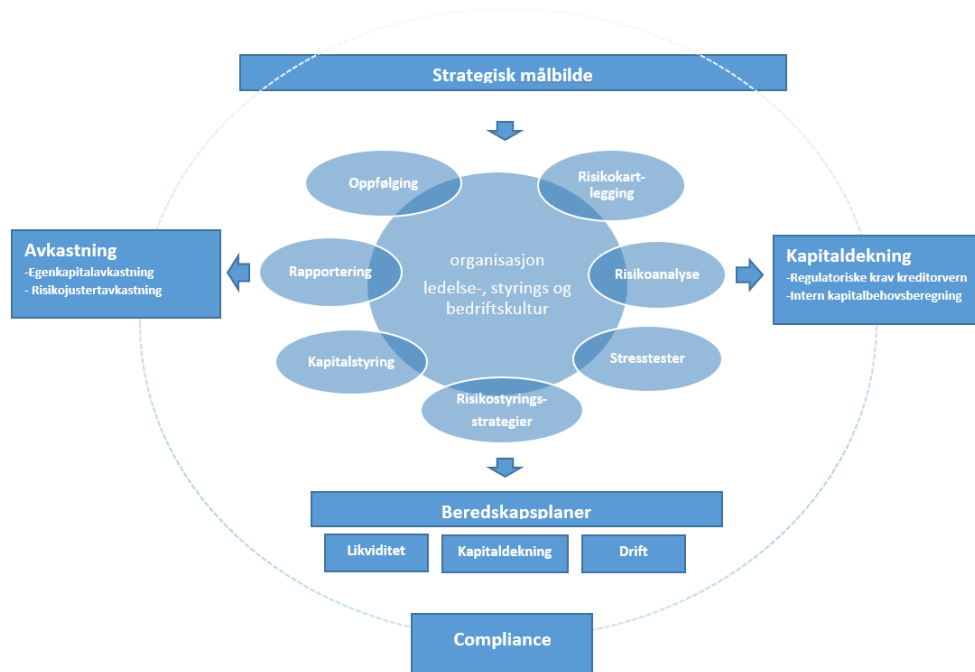 Strategisk målbilde
Oppfølging
Risikokart-
legging
Avkastning
-Egenkapitalavkastning
- Risikojustertavkastning
Rapportering
organisasjon
ledelse-, styrings og
bedriftskultur
Risikoanalyse
Kapitaldekning
-Regulatoriske krav kreditorvern
-Intern kapitalbehovsberegning
Kapitalstyring
Stresstester
Risikostyrings-
strategier
Beredskapsplaner
Likviditet
Kapitaldekning
Drift
Compliance